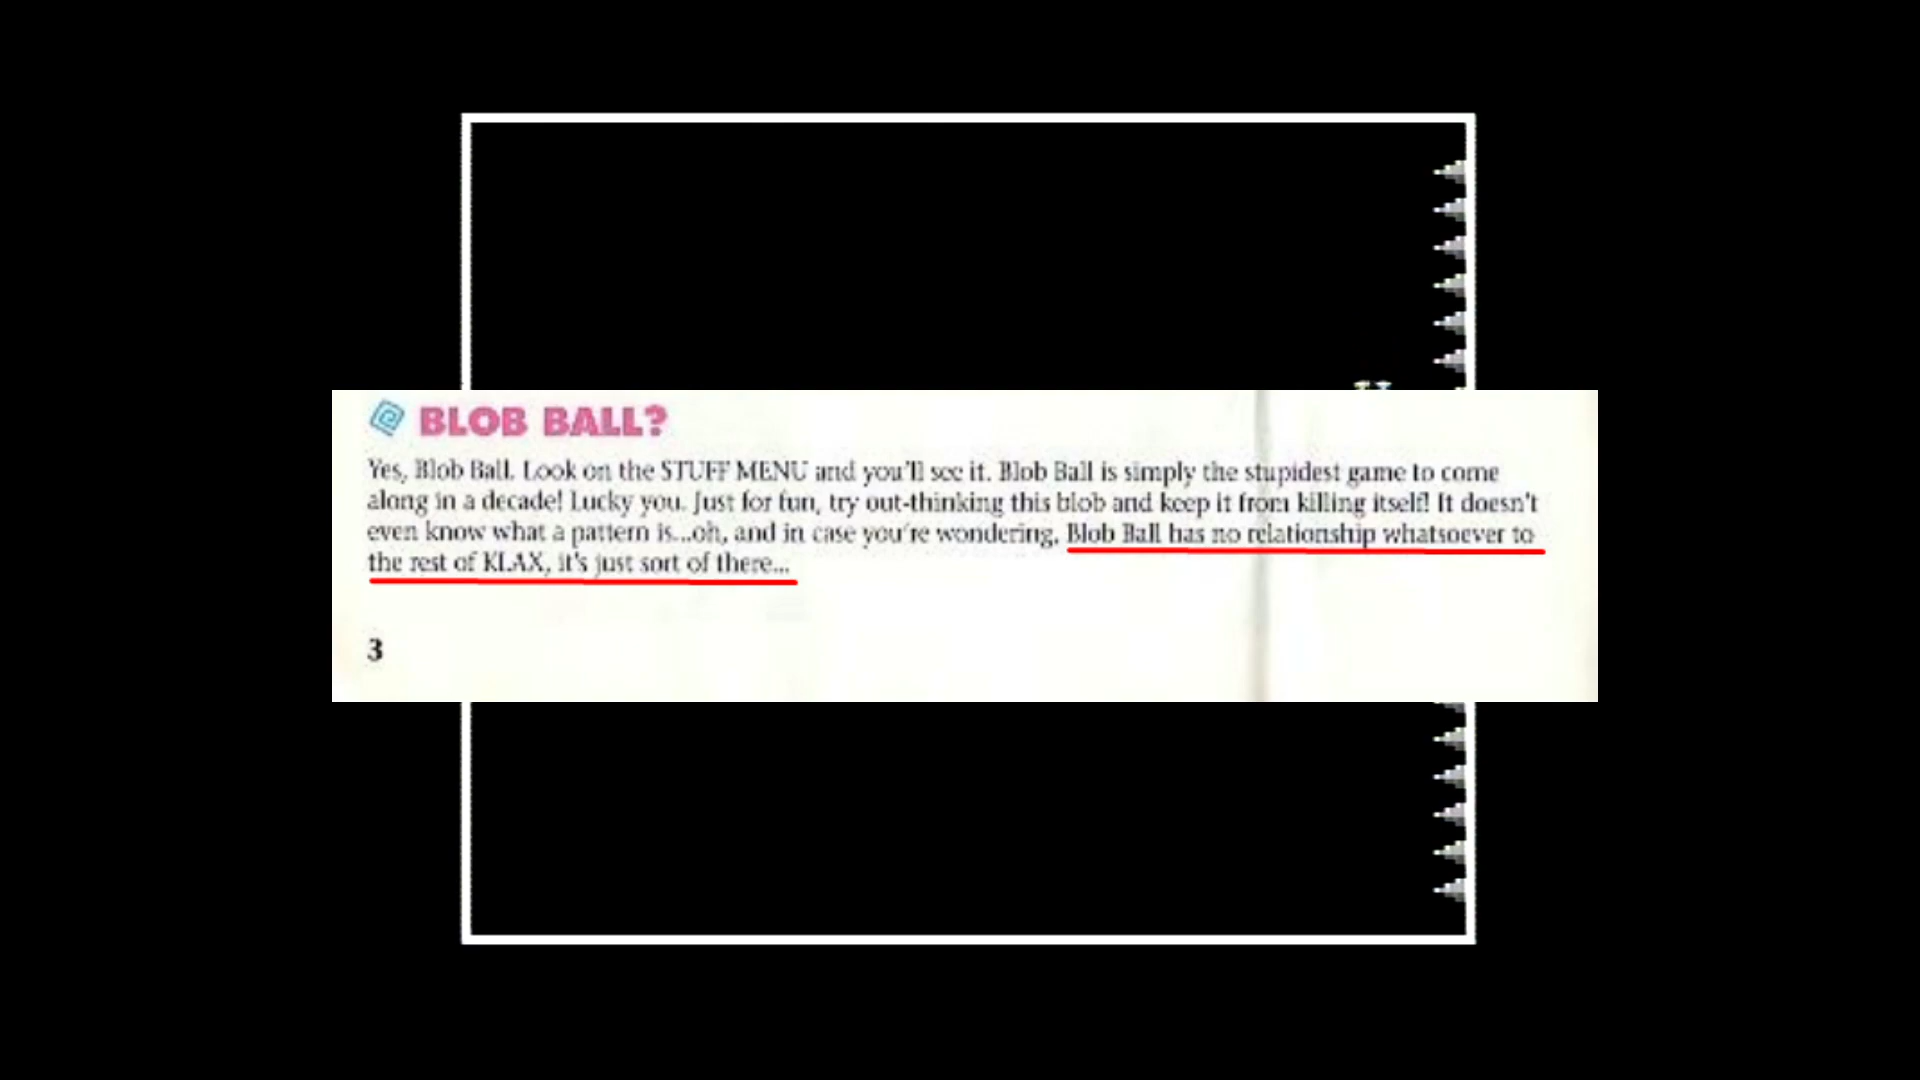 BLOB BALL?
Yes, Blob Ball. Look on the STUFF MENU and you'll see it. Blob Ball is simply the stupidest game to come
along in a decade! Lucky you. Just for fun, try out-thinking this blob and keep it from killing itself! It doesn't
even know what a pattern is...oh, and in case you're wondering, Blob Ball has no relationship whatsoever to
the rest of KLAX, it's just sort of there...
3